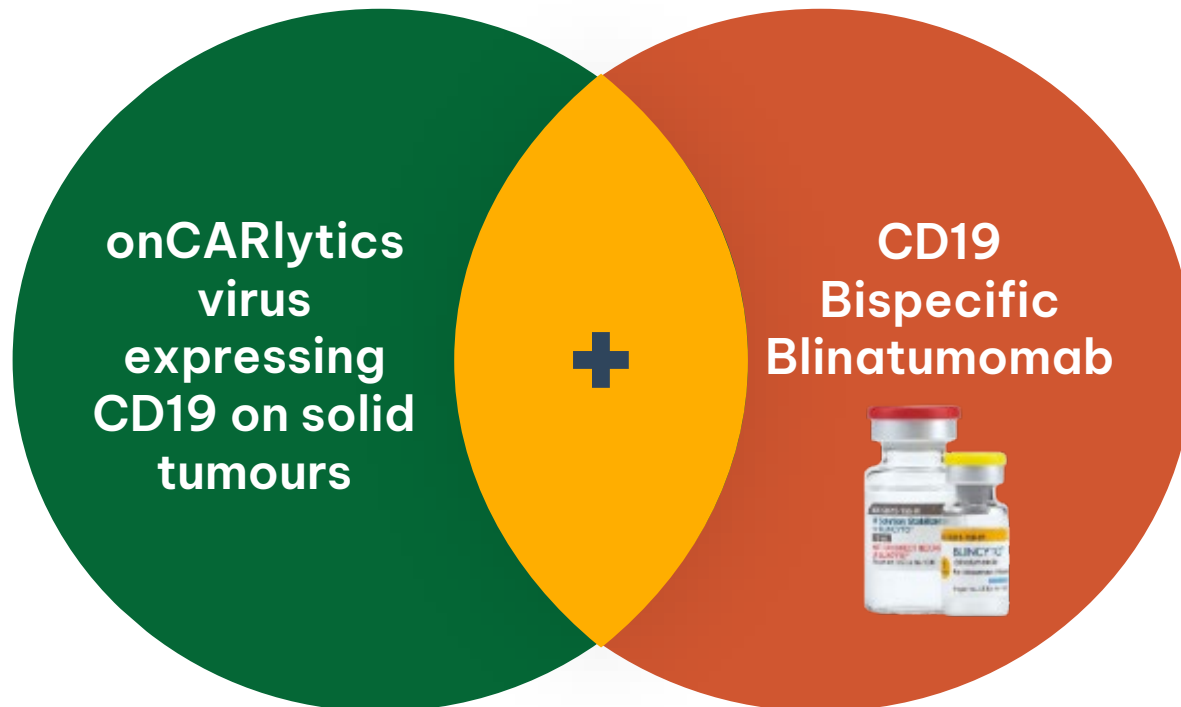 onCARlytics
virus
expressing
CD19 on solid
tumours
CD19
Bispecific
Blinatumomab
BLINCYTO